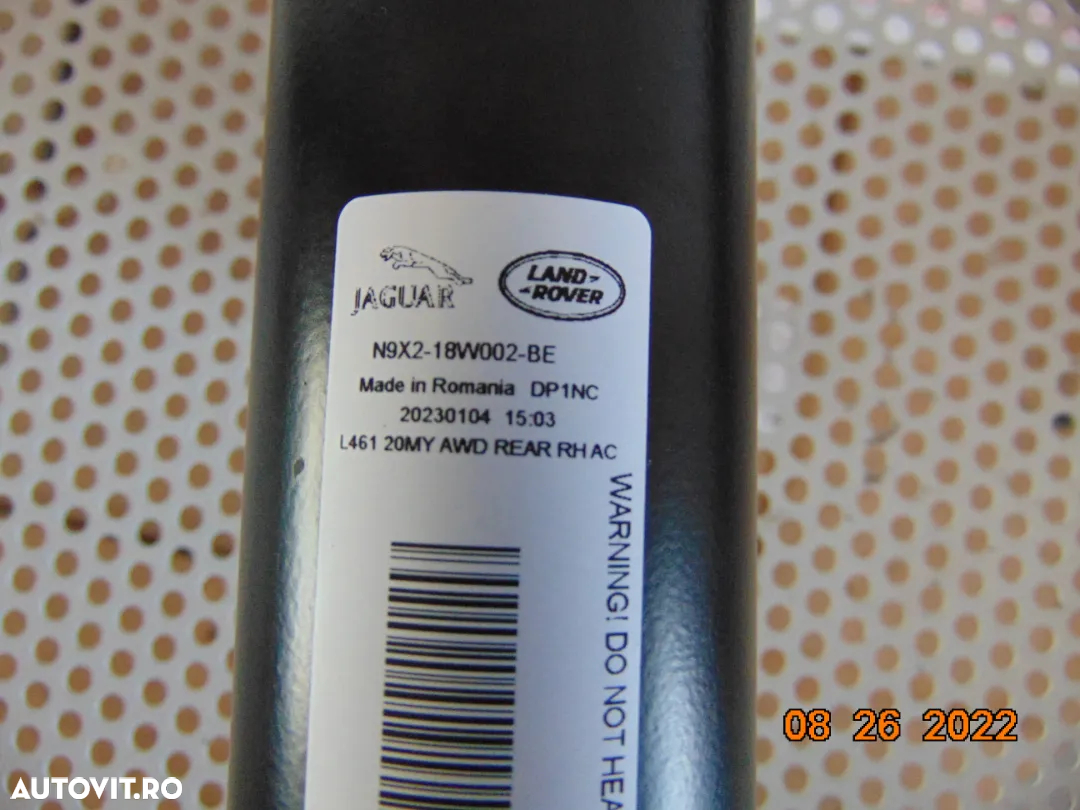 JAGUAR
LAND-
-ROVER
N9X2-18W002-BE
Made in Romania DP1NC
20230104 15:03
L461 20MY AWD REAR RH AC
WARNING! DO NOT HEA
08 26 2022
AUTOVIT.RO